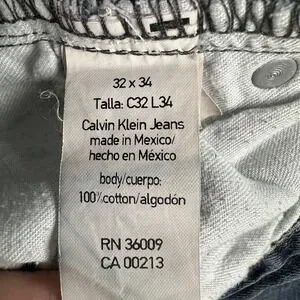 32 x 34
Talla: C32 L34
Calvin Klein Jeans
made in Mexico/
hecho en México
body/cuerpo:
100%cotton/algodón
RN 36009
CA 00213